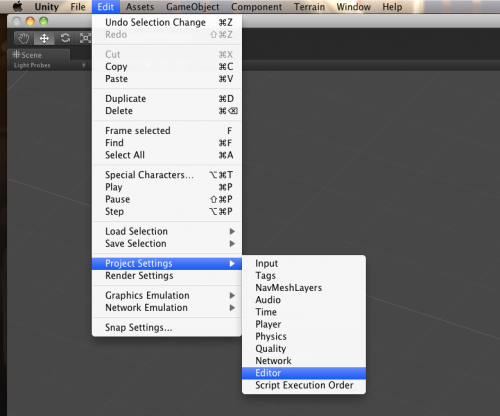 Unity File Edit Assets GameObject Component Terrain Window Help
Scene
Light Probes
Undo Selection Change ⌘Z
Redo ⇧⌘Z
Cut ⌘X
Copy ⌘C
Paste ⌘V
Duplicate ⌘D
Delete ⌘⌫
Frame selected F
Find ⌘F
Select All ⌘A
Special Characters... ⌥⌘T
Play ⌘P
Pause ⇧⌘P
Step ⌥⌘P
Load Selection
Save Selection
Project Settings
Render Settings
Graphics Emulation
Network Emulation
Snap Settings...
Input
Tags
NavMeshLayers
Audio
Time
Player
Physics
Quality
Network
Editor
Script Execution Order